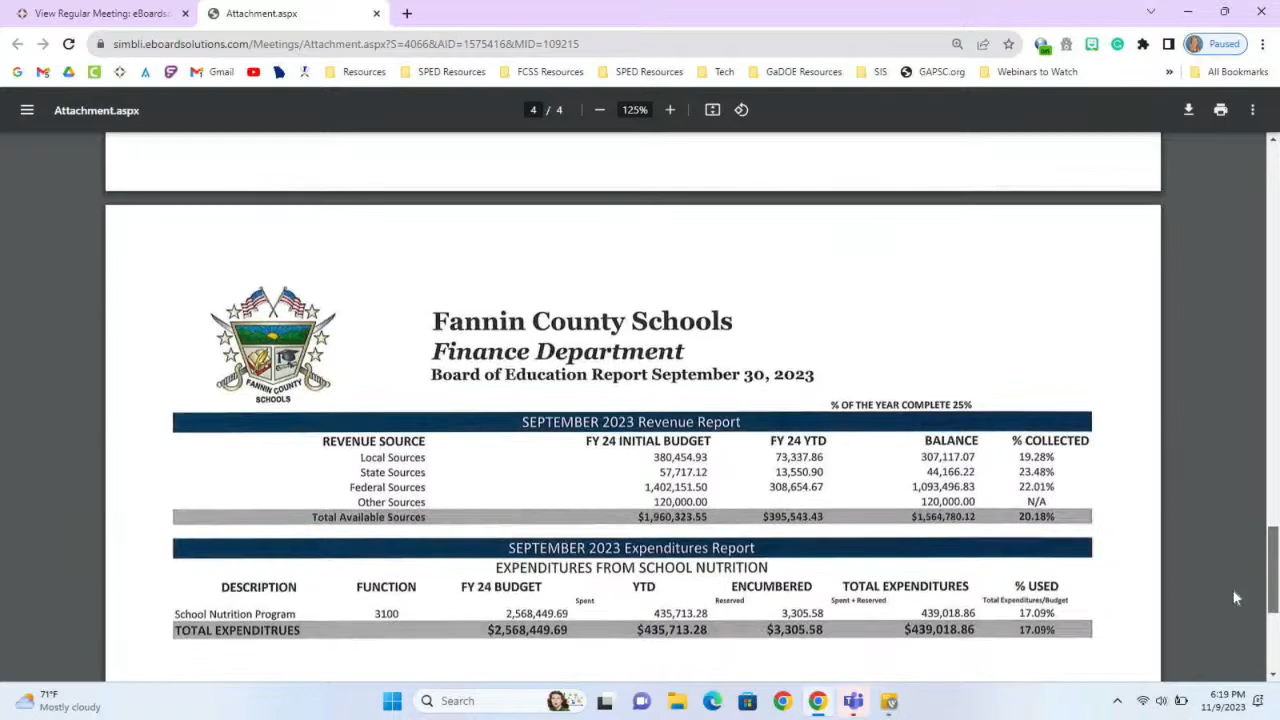 View Regular Meeting: eBoards
Attachment.aspx
simbli.eboardsolutions.com/Meetings/Attachment.aspx?S=4066&AID=1575416&MID=109215
Paused
Gmail
Resources
SPED Resources
FCSS Resources
SPED Resources
Tech
GaDOE Resources
SIS
GAPSC.org
Webinars to Watch
All Bookmarks
Attachment.aspx
4 / 4
125%
FANNIN COUNTY
SCHOOLS
Fannin County Schools
Finance Department
Board of Education Report September 30, 2023
% OF THE YEAR COMPLETE 25%
SEPTEMBER 2023 Revenue Report
REVENUE SOURCE FY 24 INITIAL BUDGET FY 24 YTD BALANCE % COLLECTED
Local Sources 380,454.93 73,337.86 307,117.07 19.28%
State Sources 57,717.12 13,550.90 44,166.22 23.48%
Federal Sources 1,402,151.50 308,654.67 1,093,496.83 22.01%
Other Sources 120,000.00 120,000.00 N/A
Total Available Sources $1,960,323.55 $395,543.43 $1,564,780.12 20.18%
SEPTEMBER 2023 Expenditures Report
EXPENDITURES FROM SCHOOL NUTRITION
DESCRIPTION FUNCTION FY 24 BUDGET YTD ENCUMBERED TOTAL EXPENDITURES % USED
Spent Reserved Spent + Reserved Total Expenditures/Budget
School Nutrition Program 3100 2,568,449.69 435,713.28 3,305.58 439,018.86 17.09%
TOTAL EXPENDITRUES $2,568,449.69 $435,713.28 $3,305.58 $439,018.86 17.09%
71°F
Mostly cloudy
Search
6:19 PM
11/9/2023